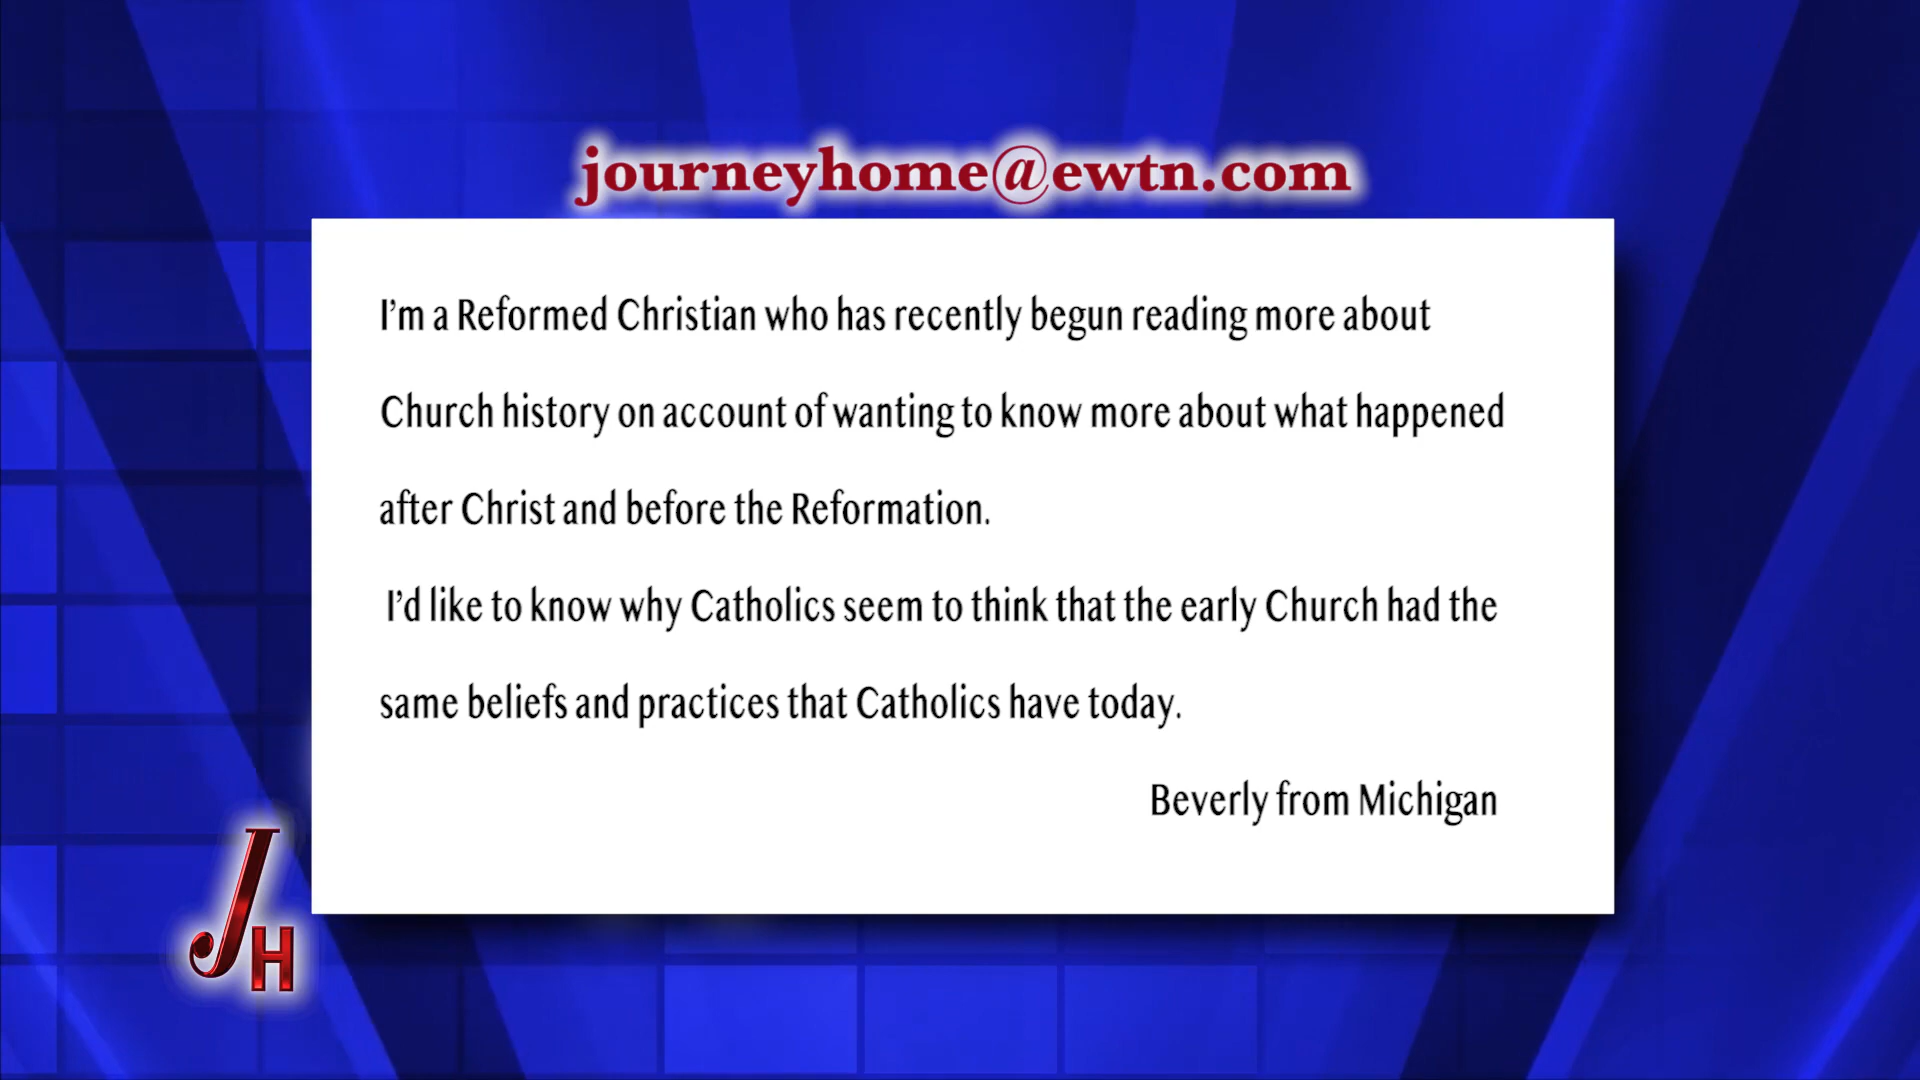 journeyhome@ewtn.com
I'm a Reformed Christian who has recently begun reading more about
Church history on account of wanting to know more about what happened
after Christ and before the Reformation.
I'd like to know why Catholics seem to think that the early Church had the
same beliefs and practices that Catholics have today.
Beverly from Michigan
JH